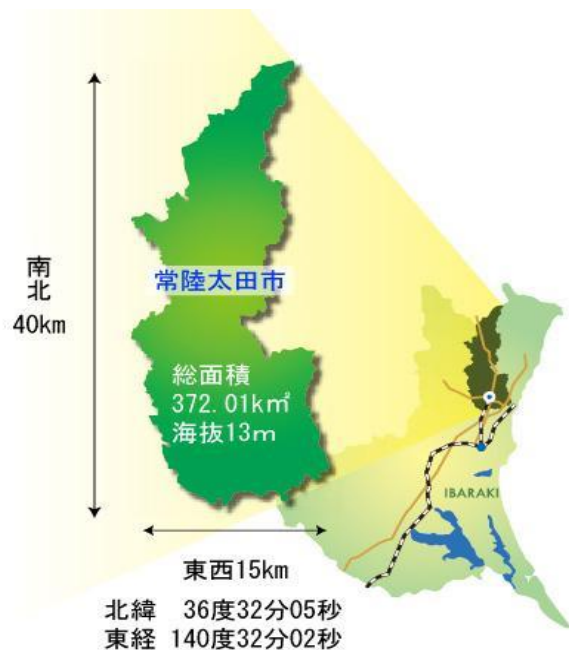 南北
40km
常陸太田市
総面積
372.01k㎡
海抜13m
IBARAKI
東西15km
北緯　36度32分05秒
東経 140度32分02秒